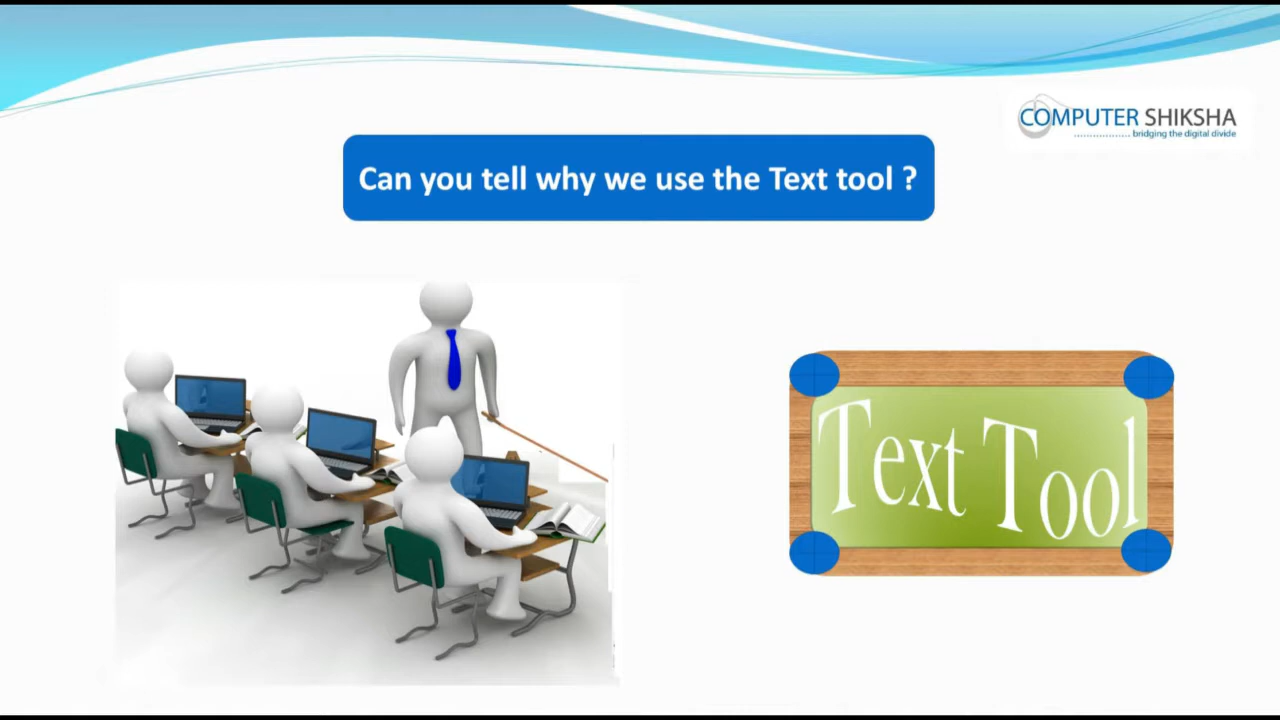 COMPUTER SHIKSHA
bridging the digital divide
Can you tell why we use the Text tool ?
Text Tool